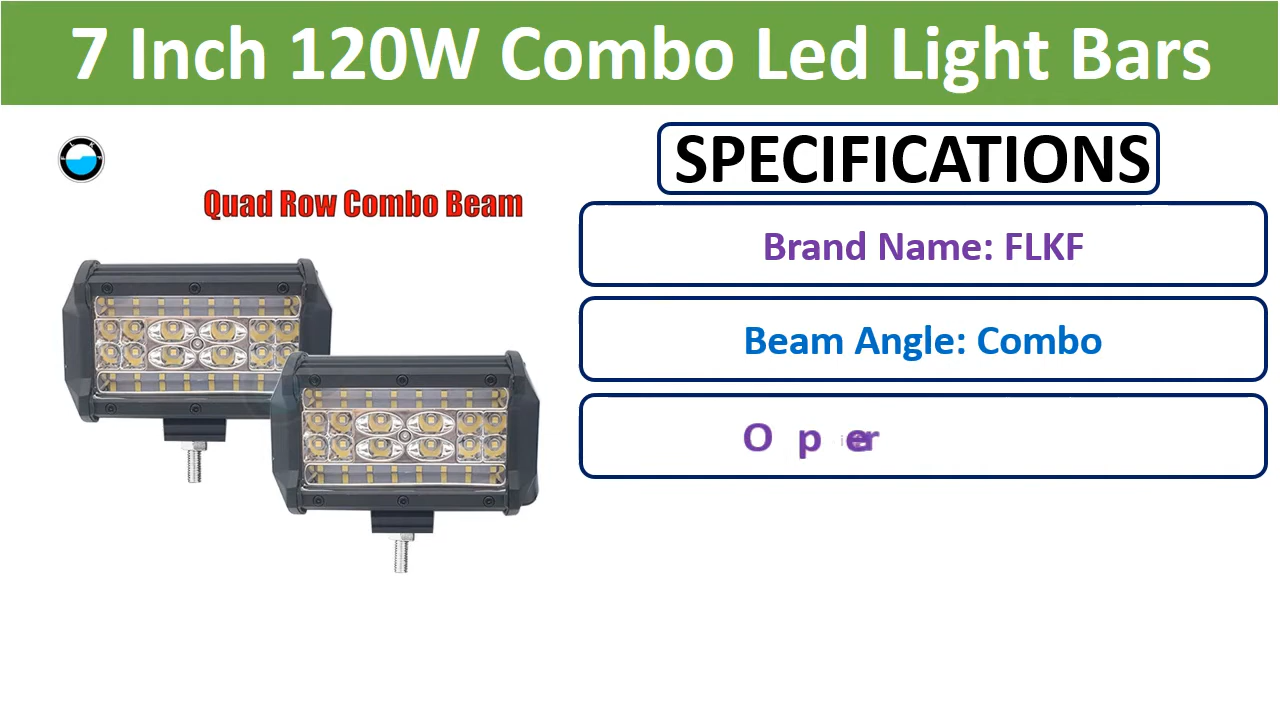 7 Inch 120W Combo Led Light Bars
SPECIFICATIONS
Quad Row Combo Beam
Brand Name: FLKF
Beam Angle: Combo